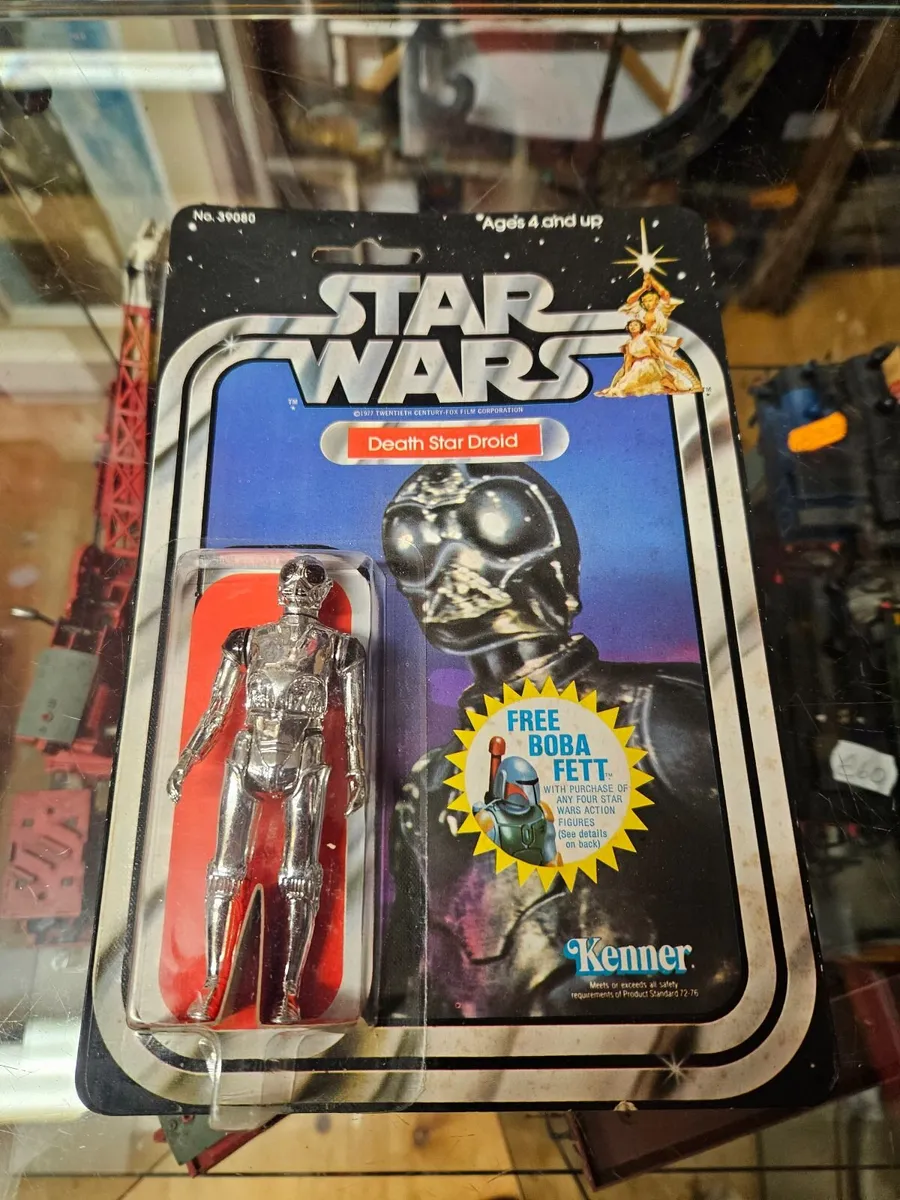 No. 39080
Ages 4 and up
STAR
WARS
TM
TM
©1977 TWENTIETH CENTURY-FOX FILM CORPORATION
Death Star Droid
FREE
BOBA
FETT™
WITH PURCHASE OF
ANY FOUR STAR
WARS ACTION
FIGURES
(See details
on back)
Kenner
Meets or exceeds all safety
requirements of Product Standard 72-76